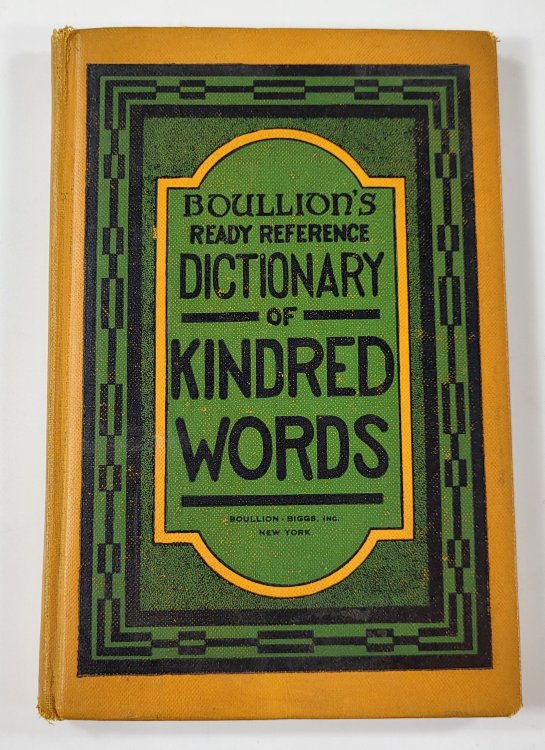 BOULLION'S
READY REFERENCE
DICTIONARY
OF
KINDRED
WORDS
BOULLION - BIGGS, INC.
NEW YORK